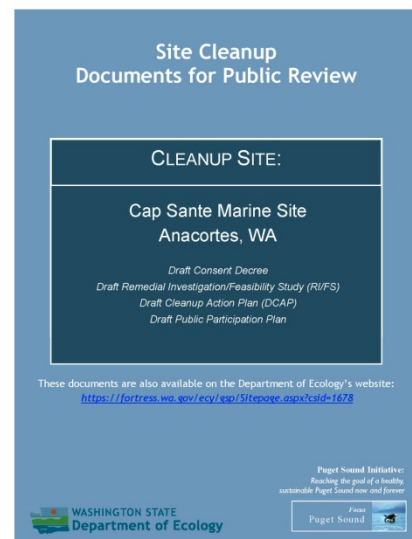 Site Cleanup
Documents for Public Review
CLEANUP SITE:
Cap Sante Marine Site
Anacortes, WA
Draft Consent Decree
Draft Remedial Investigation/Feasibility Study (RI/FS)
Draft Cleanup Action Plan (DCAP)
Draft Public Participation Plan
These documents are also available on the Department of Ecology's website:
https://fortress.wa.gov/ecy/gsp/Sitepage.aspx?csid=1678
Puget Sound Initiative:
Reaching the goal of a healthy,
sustainable Puget Sound now and forever
WASHINGTON STATE
Department of Ecology
Focus
Puget Sound